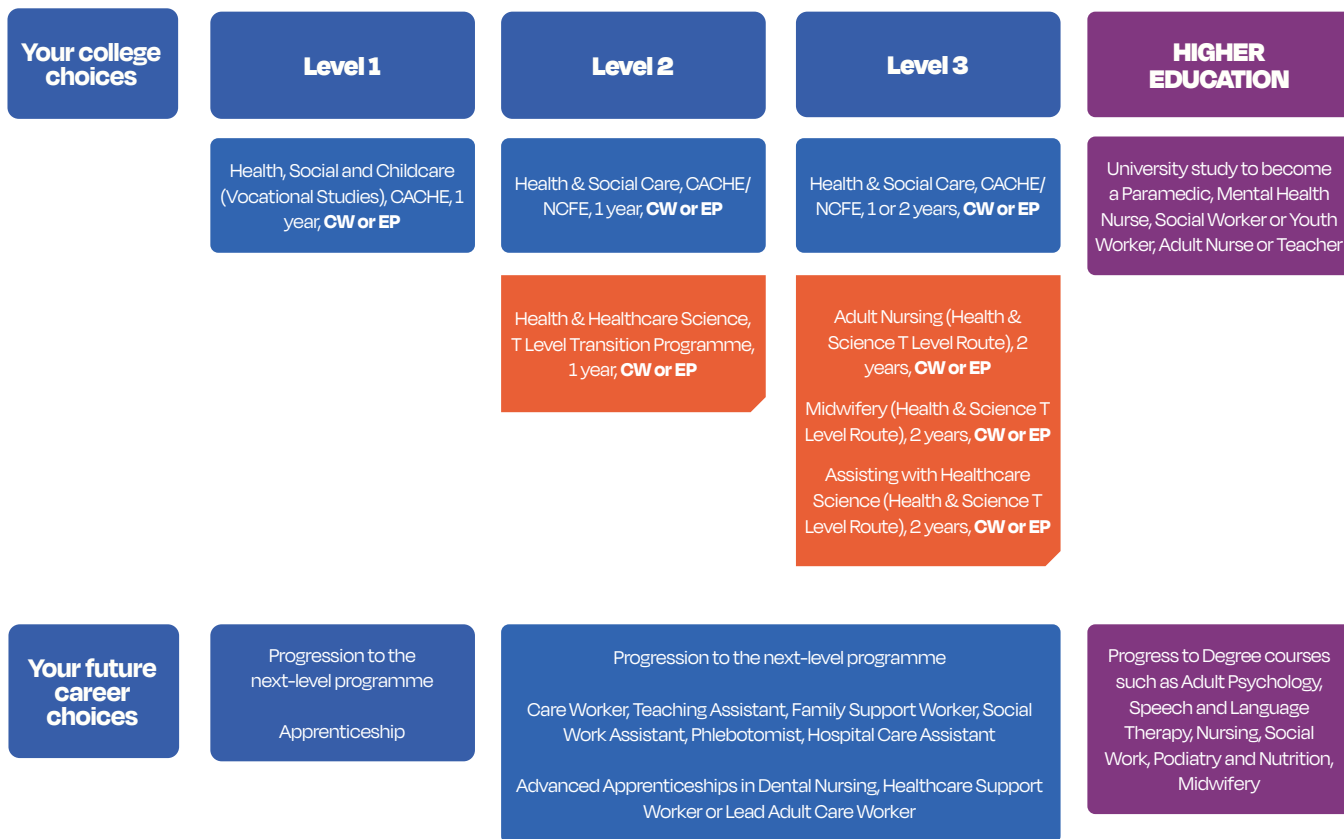 Your college
choices
Level 1
Level 2
Level 3
HIGHER
EDUCATION
Health, Social and Childcare
(Vocational Studies), CACHE, 1
year, CW or EP
Health & Social Care, CACHE/
NCFE, 1 year, CW or EP
Health & Social Care, CACHE/
NCFE, 1 or 2 years, CW or EP
University study to become
a Paramedic, Mental Health
Nurse, Social Worker or Youth
Worker, Adult Nurse or Teacher
Health & Healthcare Science,
T Level Transition Programme,
1 year, CW or EP
Adult Nursing (Health &
Science T Level Route), 2
years, CW or EP
Midwifery (Health & Science T
Level Route), 2 years, CW or EP
Assisting with Healthcare
Science (Health & Science T
Level Route), 2 years, CW or EP
Your future
career
choices
Progression to the
next-level programme
Apprenticeship
Progression to the next-level programme
Care Worker, Teaching Assistant, Family Support Worker, Social
Work Assistant, Phlebotomist, Hospital Care Assistant
Advanced Apprenticeships in Dental Nursing, Healthcare Support
Worker or Lead Adult Care Worker
Progress to Degree courses
such as Adult Psychology,
Speech and Language
Therapy, Nursing, Social
Work, Podiatry and Nutrition,
Midwifery